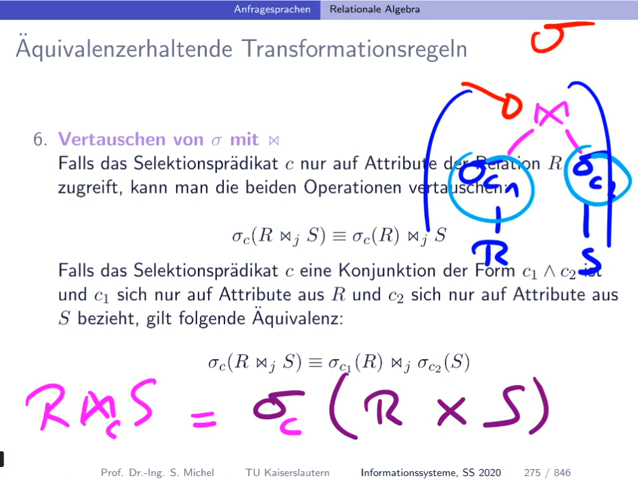 Anfragesprachen Relationale Algebra
Äquivalenzerhaltende Transformationsregeln
σ
⋈
6. Vertauschen von σ mit ⋈
Falls das Selektionsprädikat c nur auf Attribute der Relation R
zugreift, kann man die beiden Operationen vertauschen:
σc1 σc2
R S
σc(R ⋈j S) ≡ σc(R) ⋈j S
Falls das Selektionsprädikat c eine Konjunktion der Form c1 ∧ c2 ist
und c1 sich nur auf Attribute aus R und c2 sich nur auf Attribute aus
S bezieht, gilt folgende Äquivalenz:
σc(R ⋈j S) ≡ σc1(R) ⋈j σc2(S)
R ⋈c S = σc (R × S)
Prof. Dr.-Ing. S. Michel TU Kaiserslautern Informationssysteme, SS 2020 275 / 846